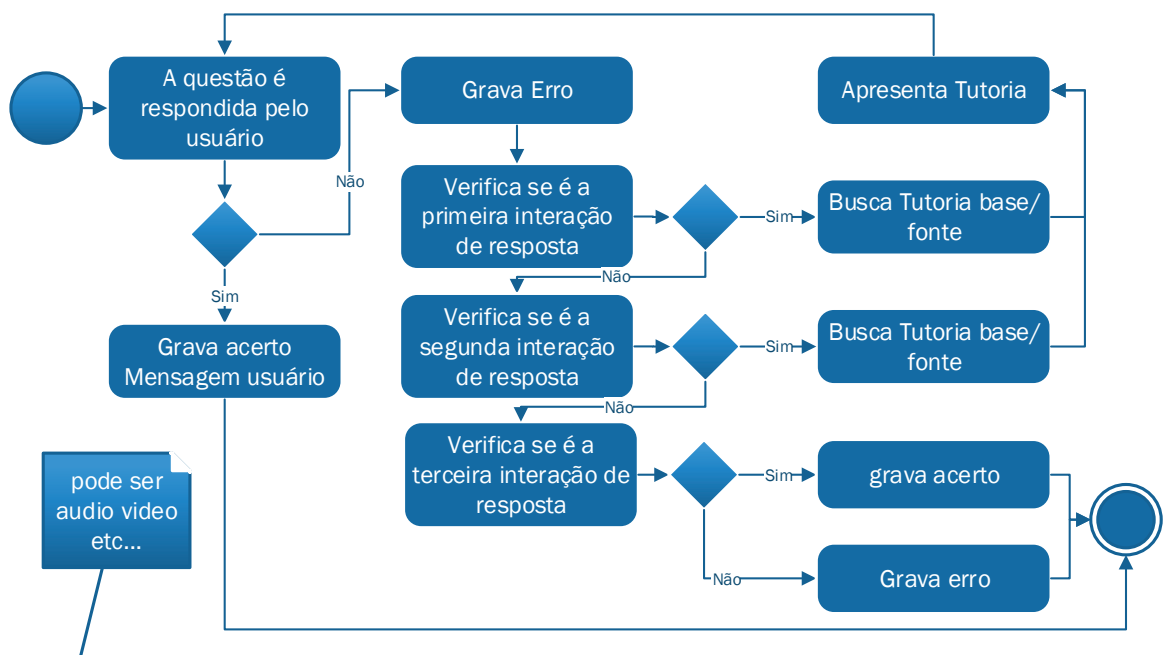 A questão é
respondida pelo
usuário
Grava Erro
Apresenta Tutoria
Não
Verifica se é a
primeira interação
de resposta
Sim
Busca Tutoria base/
fonte
Não
Sim
Grava acerto
Mensagem usuário
Verifica se é a
segunda interação
de resposta
Sim
Busca Tutoria base/
fonte
Não
Verifica se é a
terceira interação de
resposta
Sim
grava acerto
Não
Grava erro
pode ser
audio video
etc...